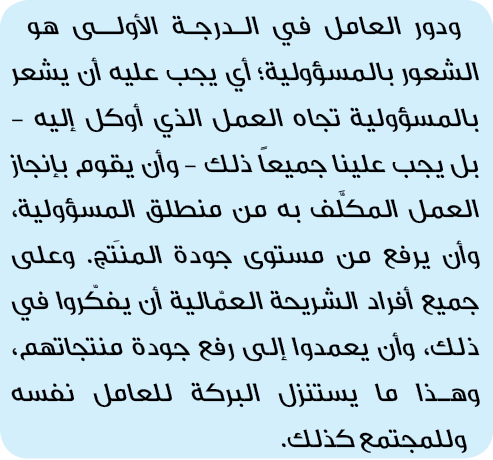 ودور العامل في الـدرجـة الأولـــى هو
الشعور بالمسؤولية؛ أي يجب عليه أن يشعر
بالمسؤولية تجاه العمل الذي أوكل إليه –
بل يجب علينا جميعاً ذلك – وأن يقوم بإنجاز
العمل المكلَّف به من منطلق المسؤولية،
وأن يرفع من مستوى جودة المنتَج. وعلى
جميع أفراد الشريحة العمّالية أن يفكّروا في
ذلك، وأن يعمدوا إلى رفع جودة منتجاتهم،
وهـذا ما يستنزل البركة للعامل نفسه
وللمجتمع كذلك.